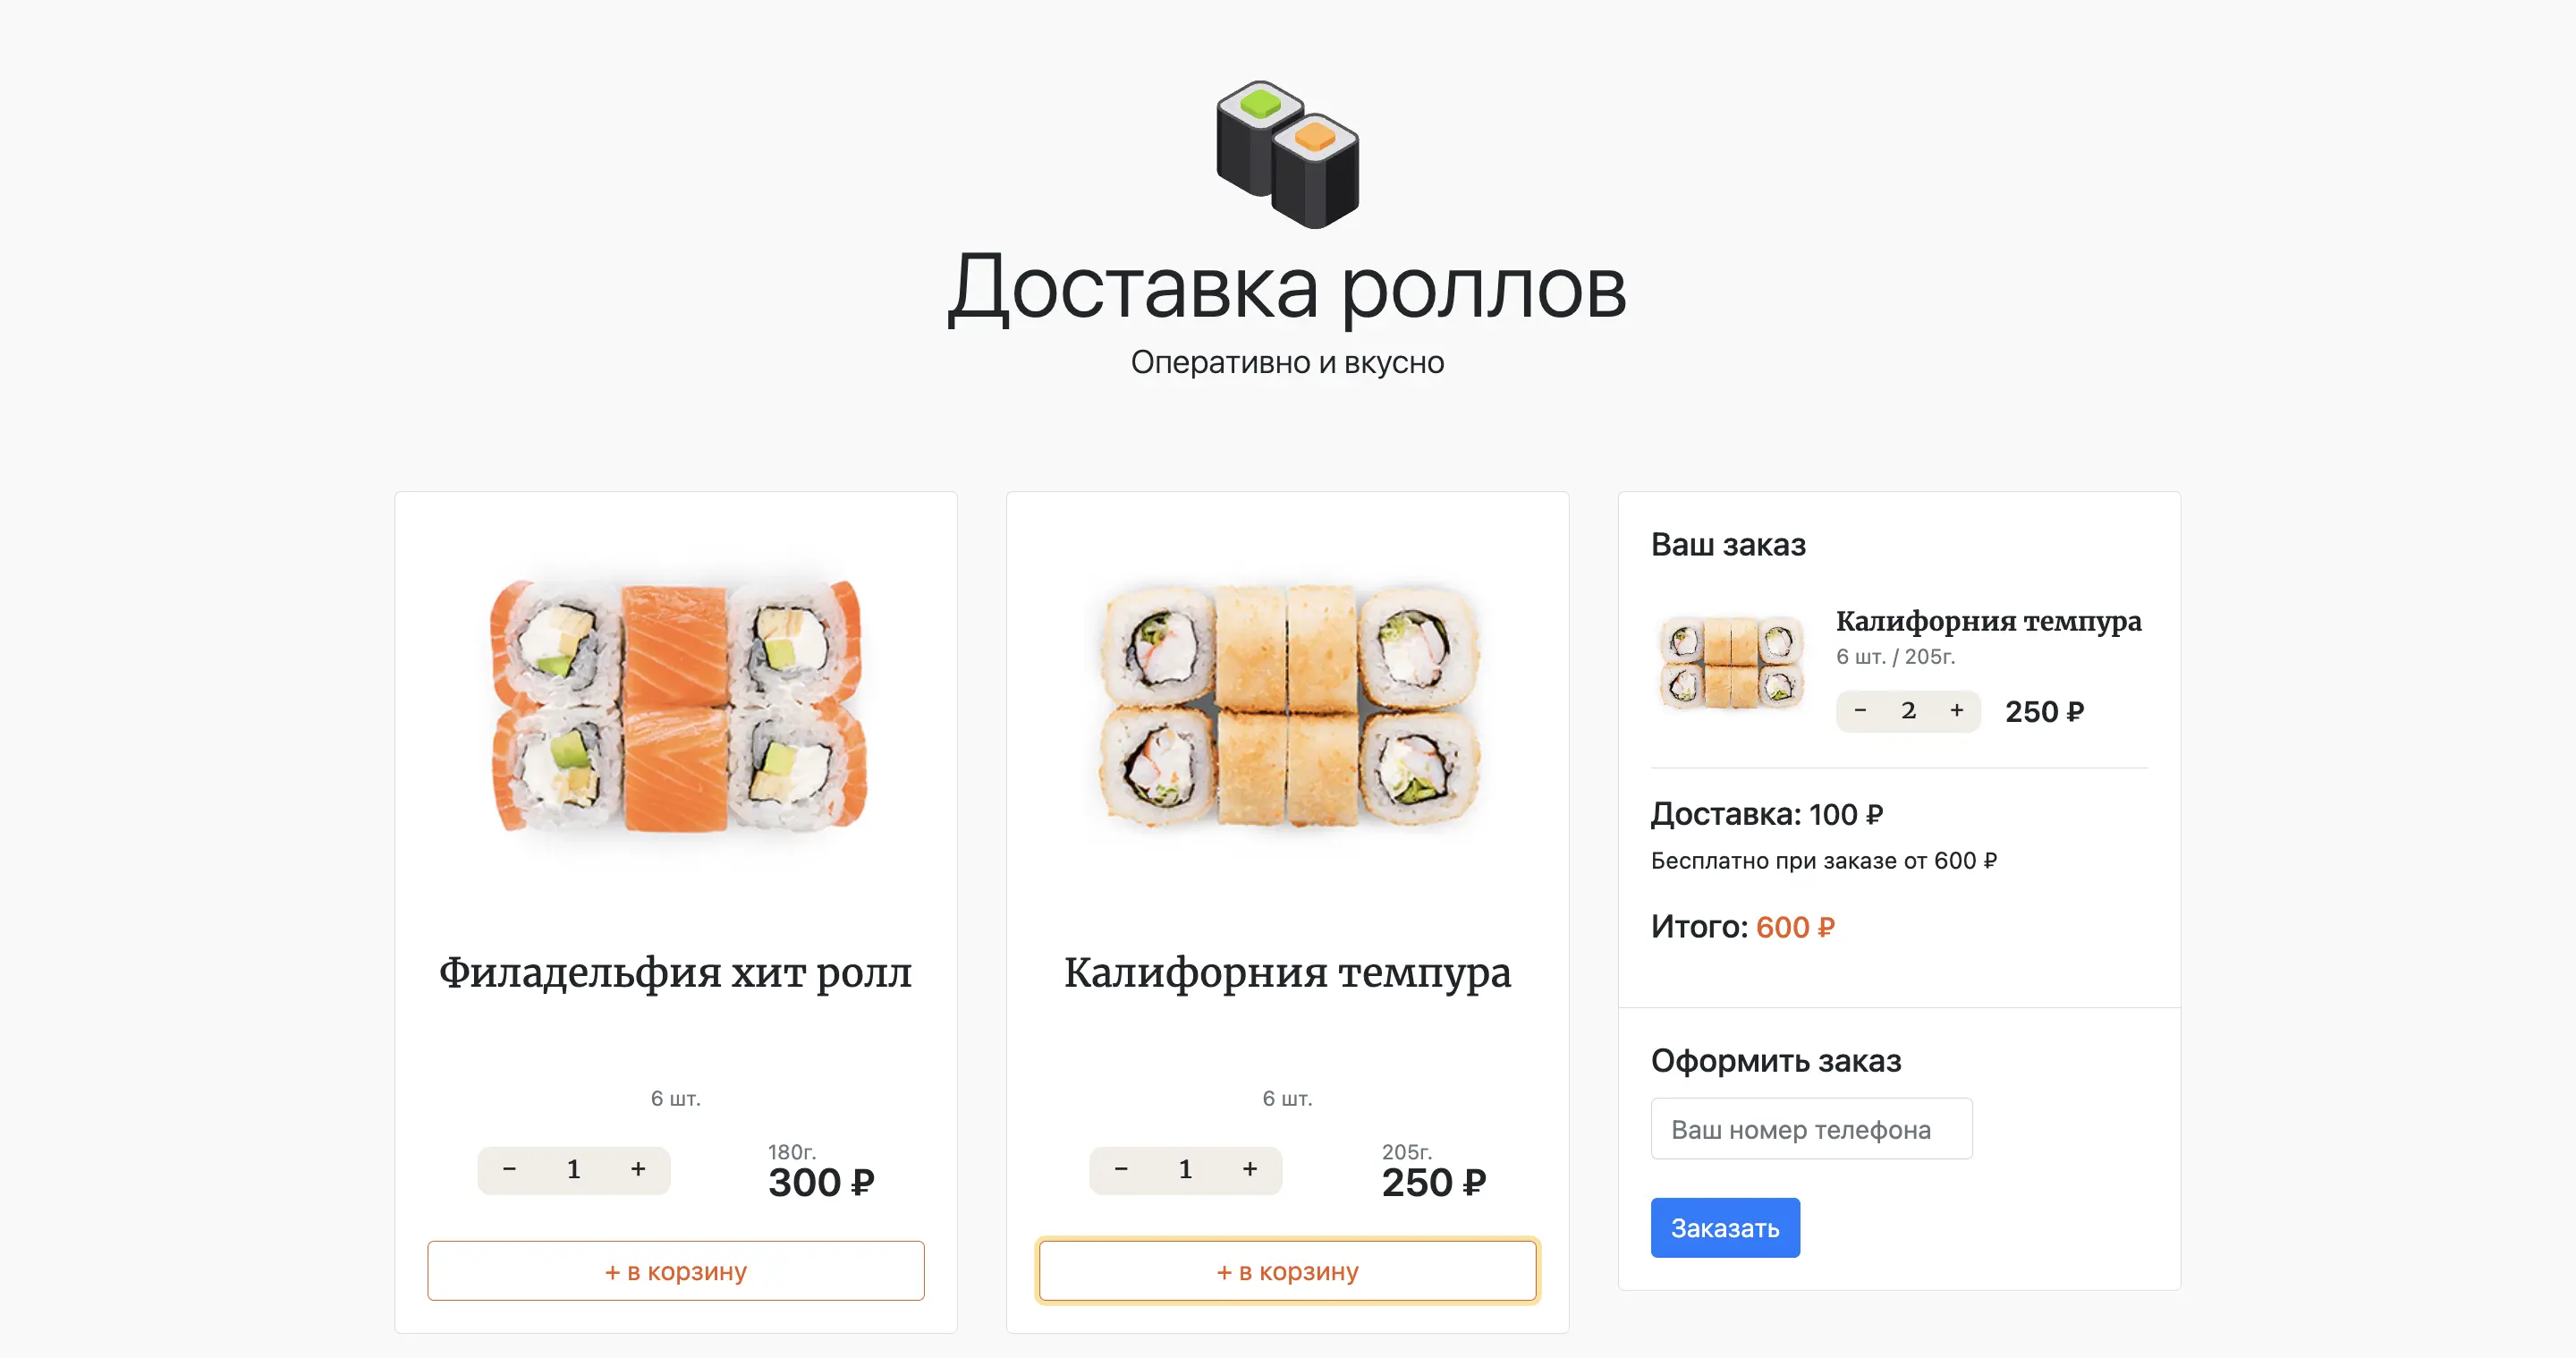 Доставка роллов
Оперативно и вкусно
Филадельфия хит ролл
6 шт.
- 1 +
180г.
300 ₽
+ в корзину
Калифорния темпура
6 шт.
- 1 +
205г.
250 ₽
+ в корзину
Ваш заказ
Калифорния темпура
6 шт. / 205г.
- 2 + 250 ₽
Доставка: 100 ₽
Бесплатно при заказе от 600 ₽
Итого: 600 ₽
Оформить заказ
Ваш номер телефона
Заказать